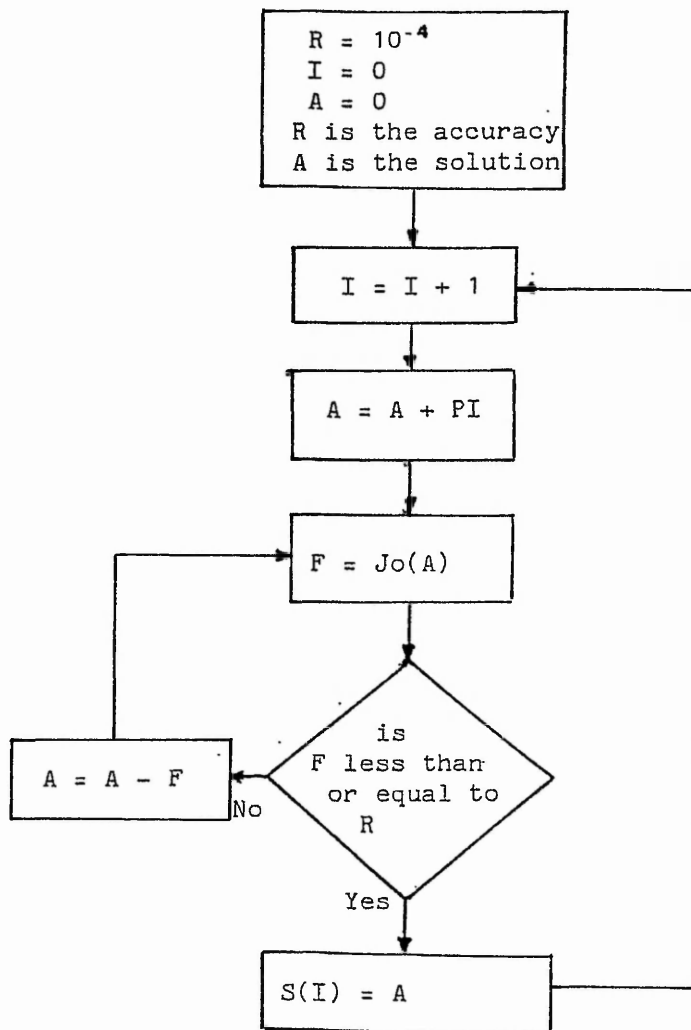 R = 10⁻⁴
I = 0
A = 0
R is the accuracy
A is the solution
I = I + 1
A = A + PI
F = Jo(A)
is
F less than
or equal to
R
A = A - F
No
Yes
S(I) = A